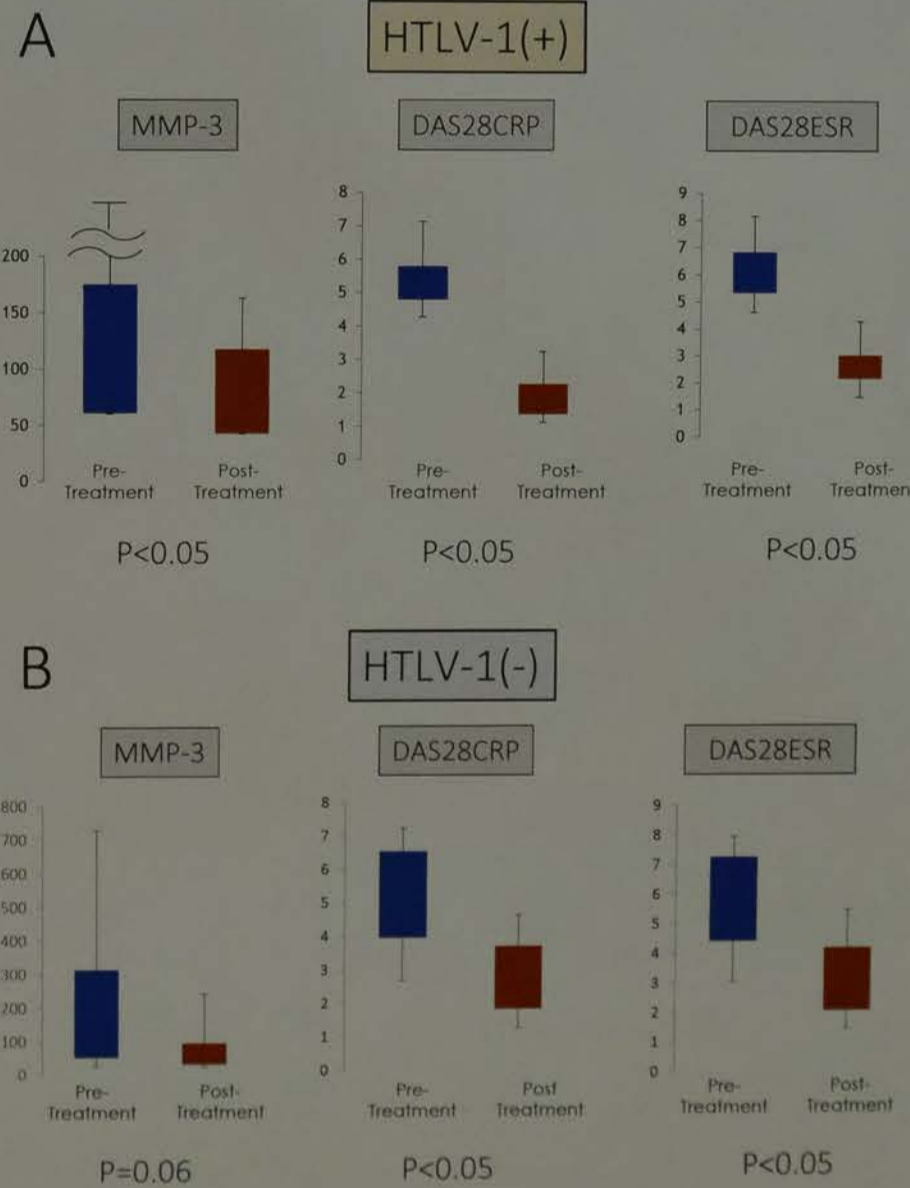 A
HTLV-1(+)
MMP-3
DAS28CRP
DAS28ESR
200
150
100
50
0
Pre-
Treatment
Post-
Treatment
8
7
6
5
4
3
2
1
0
Pre-
Treatment
Post-
Treatment
9
8
7
6
5
4
3
2
1
0
Pre-
Treatment
Post-
Treatmen
P<0.05
P<0.05
P<0.05
B
HTLV-1(-)
MMP-3
DAS28CRP
DAS28ESR
800
700
600
500
400
300
200
100
0
Pre-
Treatment
Post-
Treatment
8
7
6
5
4
3
2
1
0
Pre-
Treatment
Post
Treatment
9
8
7
6
5
4
3
2
1
0
Pre-
Treatment
Post-
Treatment
P=0.06
P<0.05
P<0.05